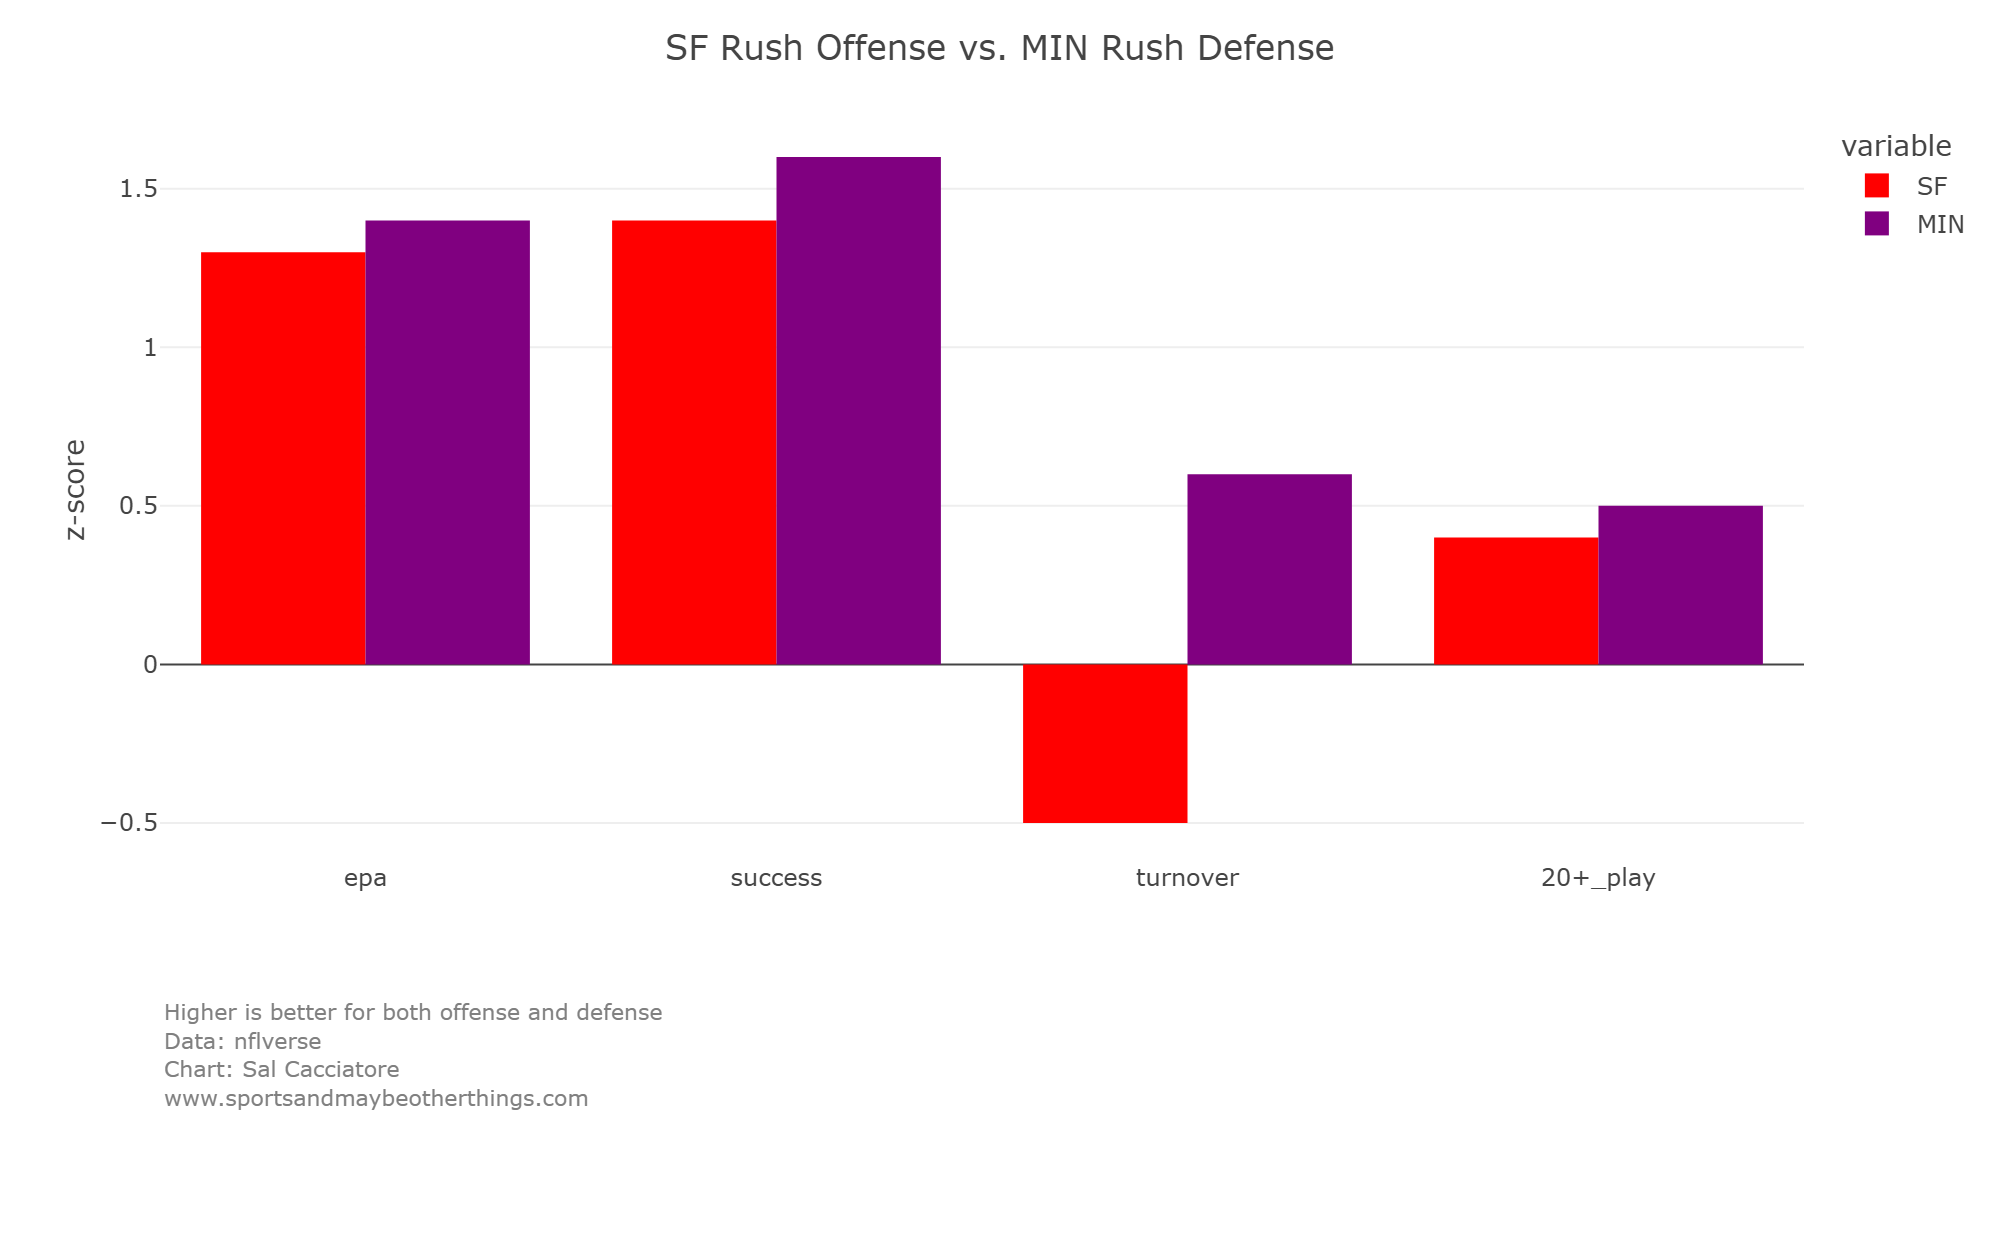 SF Rush Offense vs. MIN Rush Defense
variable
SF
MIN
1.5
1
0.5
0
−0.5
z-score
epa
success
turnover
20+_play
Higher is better for both offense and defense
Data: nflverse
Chart: Sal Cacciatore
www.sportsandmaybeotherthings.com